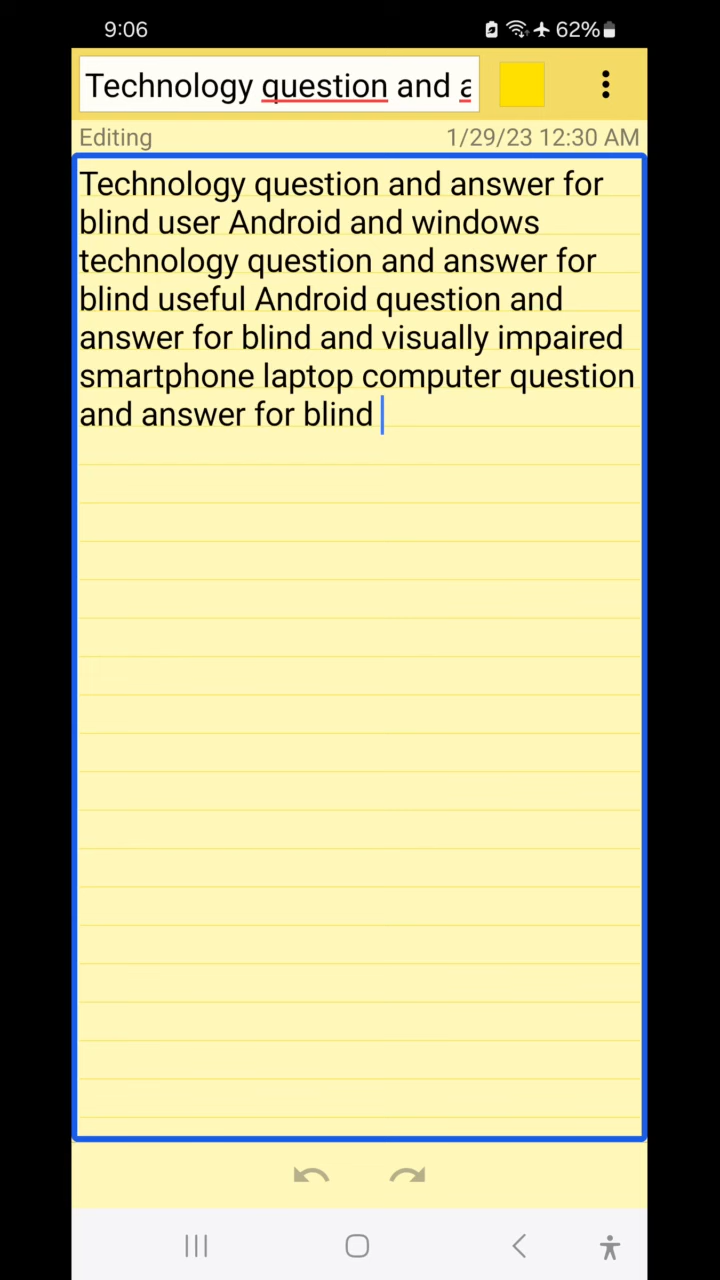 9:06
62%
Technology question and a
Editing
1/29/23 12:30 AM
Technology question and answer for
blind user Android and windows
technology question and answer for
blind useful Android question and
answer for blind and visually impaired
smartphone laptop computer question
and answer for blind